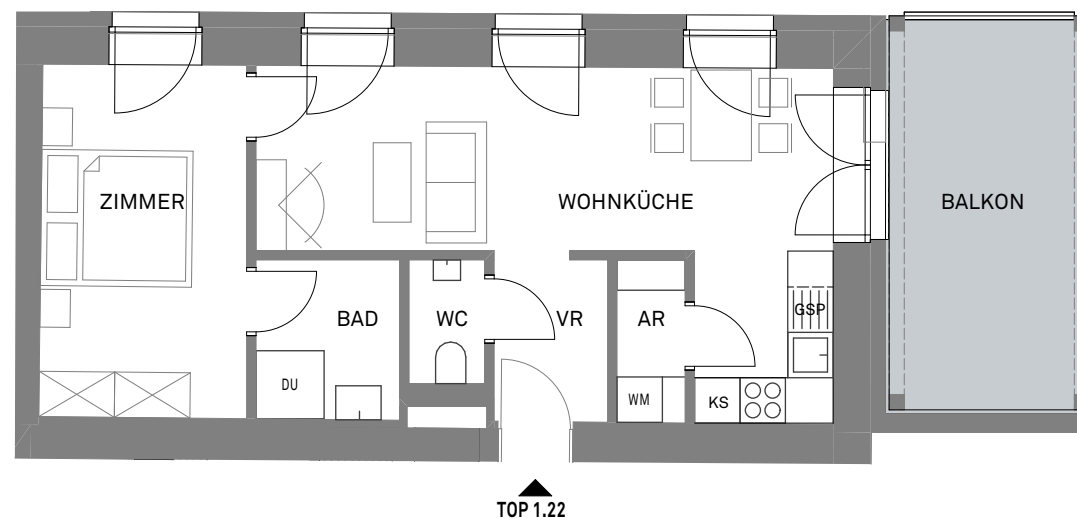 ZIMMER
WOHNKÜCHE
BALKON
GSP
BAD
WC
VR
AR
DU
WM
KS
TOP 1.22